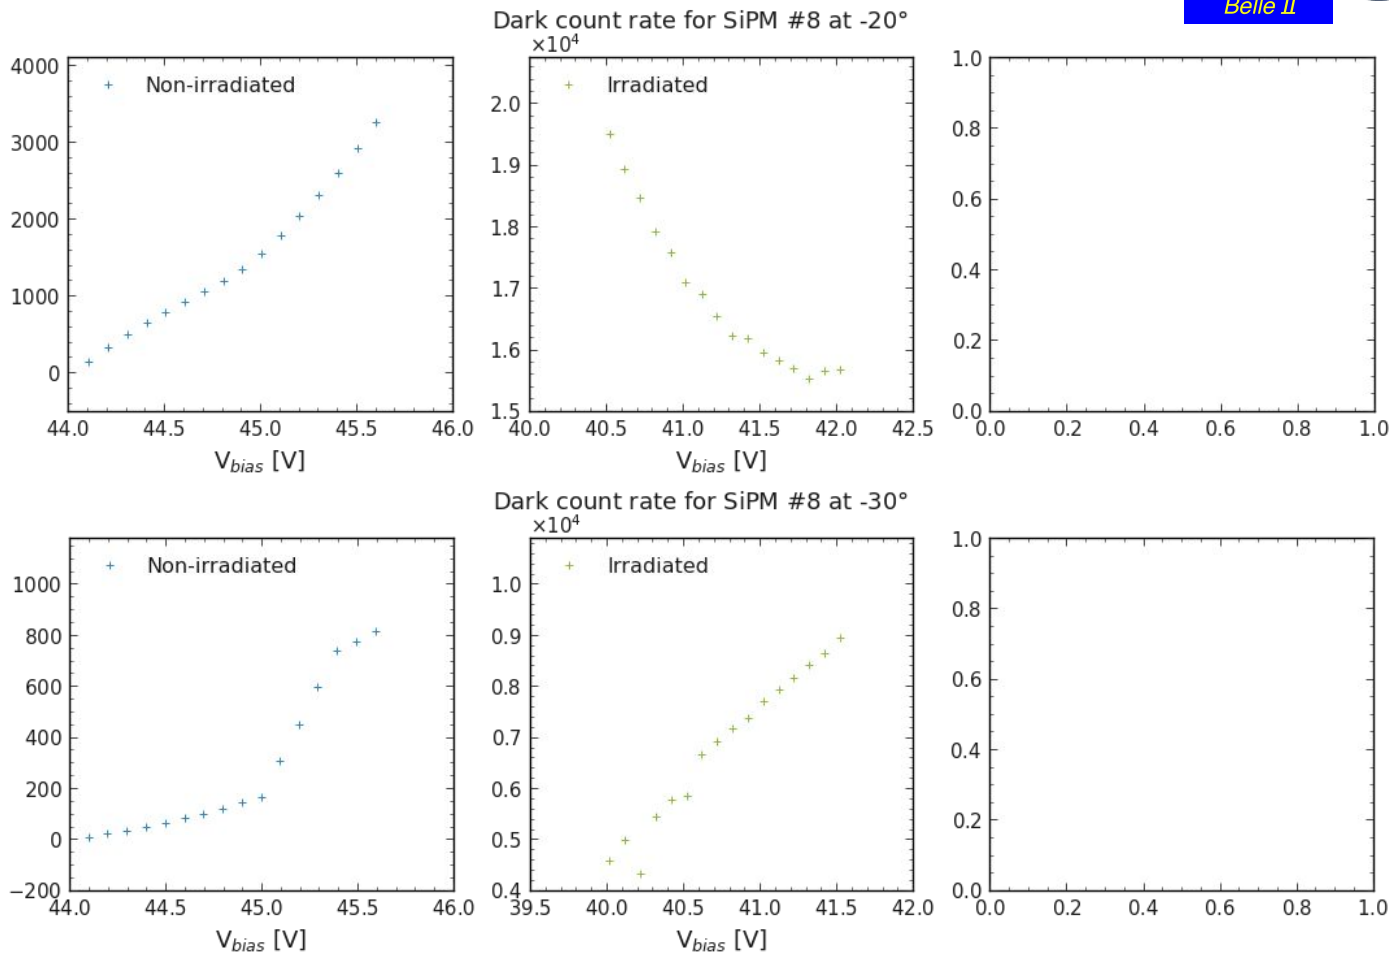 Belle II
Dark count rate for SiPM #8 at -20°
×10⁴
4000
3000
2000
1000
0
44.0 44.5 45.0 45.5 46.0
Non-irradiated
V_bias [V]
2.0
1.9
1.8
1.7
1.6
1.5
40.0 40.5 41.0 41.5 42.0 42.5
Irradiated
V_bias [V]
1.0
0.8
0.6
0.4
0.2
0.0
0.0 0.2 0.4 0.6 0.8 1.0
Dark count rate for SiPM #8 at -30°
×10⁴
1000
800
600
400
200
0
−200
44.0 44.5 45.0 45.5 46.0
Non-irradiated
V_bias [V]
1.0
0.9
0.8
0.7
0.6
0.5
0.4
39.5 40.0 40.5 41.0 41.5 42.0
Irradiated
V_bias [V]
1.0
0.8
0.6
0.4
0.2
0.0
0.0 0.2 0.4 0.6 0.8 1.0